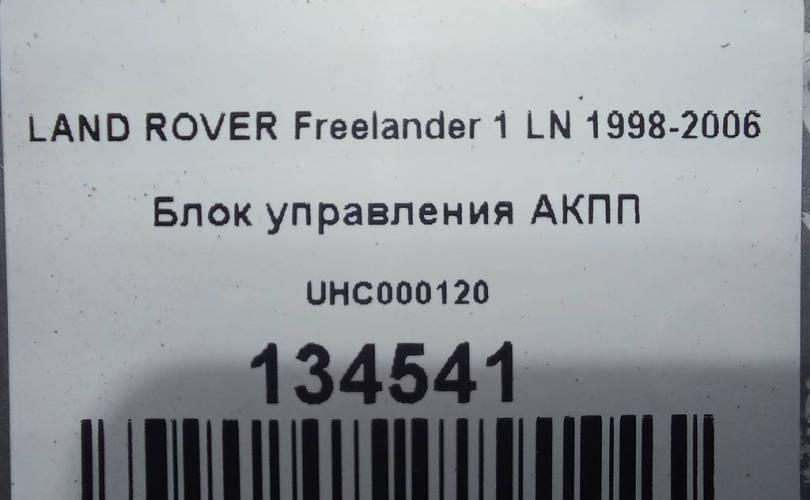 LAND ROVER Freelander 1 LN 1998-2006
Блок управления АКПП
UHC000120
134541